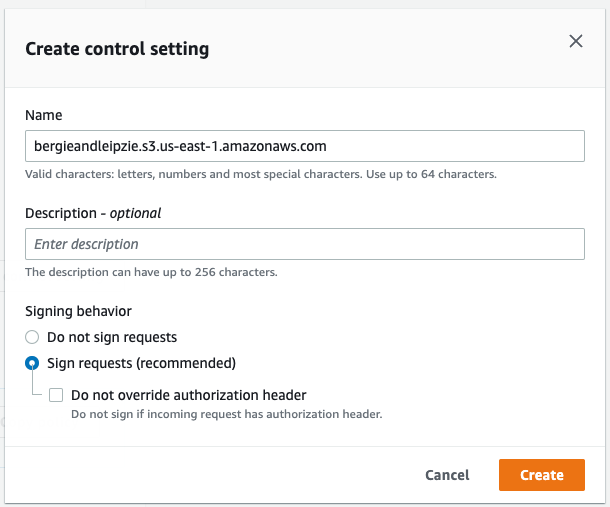 Create control setting
Name
bergieandleipzie.s3.us-east-1.amazonaws.com
Valid characters: letters, numbers and most special characters. Use up to 64 characters.
Description - optional
Enter description
The description can have up to 256 characters.
Signing behavior
Do not sign requests
Sign requests (recommended)
Do not override authorization header
Do not sign if incoming request has authorization header.
Cancel
Create